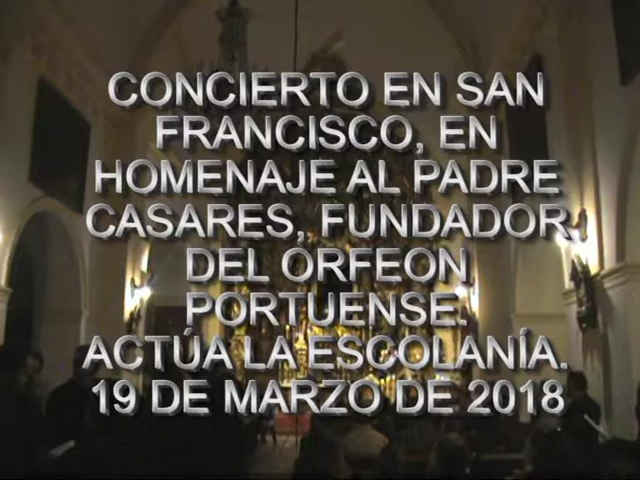 CONCIERTO EN SAN
FRANCISCO, EN
HOMENAJE AL PADRE
CASARES, FUNDADOR
DEL ORFEON
PORTUENSE.
ACTÚA LA ESCOLANÍA.
19 DE MARZO DE 2018